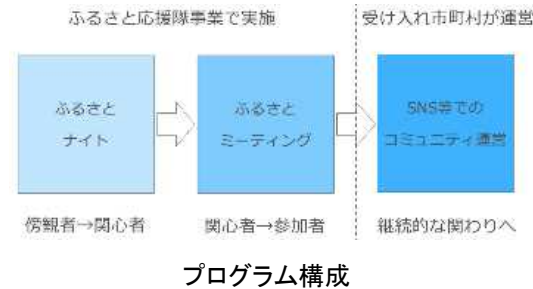 ふるさと応援隊事業で実施
受け入れ市町村が運営
ふるさと
ナイト
ふるさと
ミーティング
SNS等での
コミュニティ運営
傍観者→関心者
関心者→参加者
継続的な関わりへ
プログラム構成